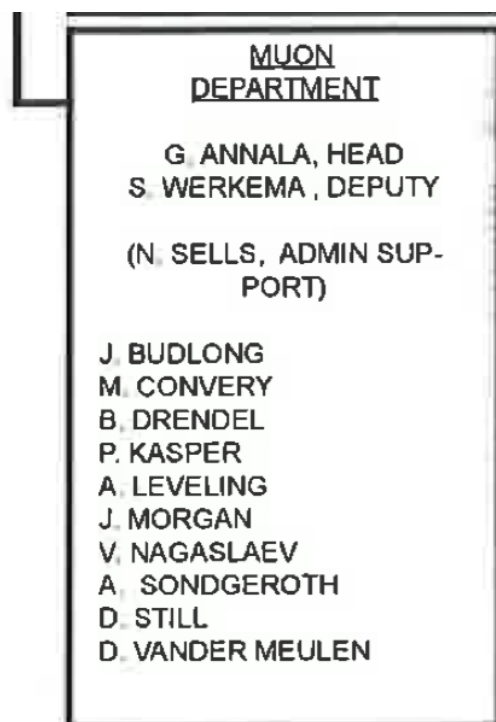 MUON
DEPARTMENT
G. ANNALA, HEAD
S. WERKEMA , DEPUTY
(N. SELLS, ADMIN SUP-
PORT)
J. BUDLONG
M. CONVERY
B. DRENDEL
P. KASPER
A. LEVELING
J. MORGAN
V. NAGASLAEV
A. SONDGEROTH
D. STILL
D. VANDER MEULEN